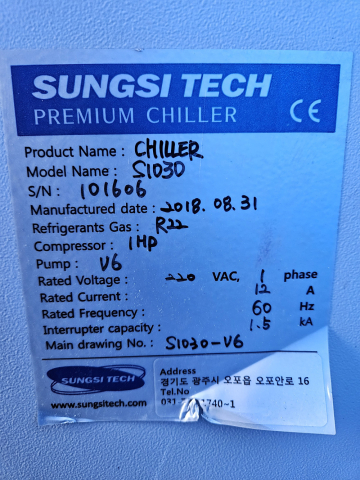 SUNGSI TECH
PREMIUM CHILLER CE
Product Name : CHILLER
Model Name : S1030
S/N : 101606
Manufactured date : 2018.08.31
Refrigerants Gas : R22
Compressor : 1HP
Pump : V6
Rated Voltage : 220 VAC, 1 phase
Rated Current : 12 A
Rated Frequency : 60 Hz
Interrupter capacity : 1.5 kA
Main drawing No. : S1030-V6
SUNGSI TECH
www.sungsitech.com
Address
경기도 광주시 오포읍 오포안로 16
Tel.No
031- 1740~1